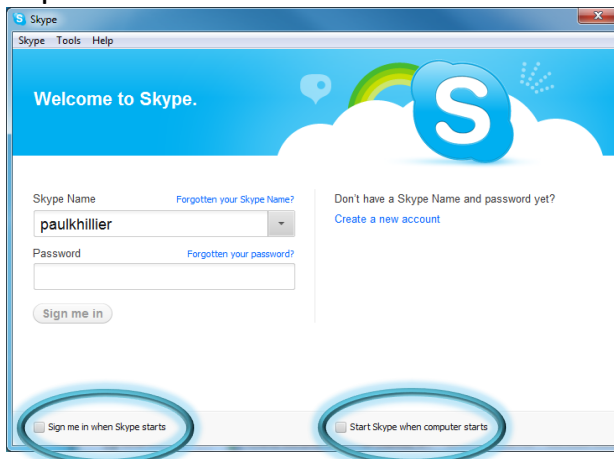 Skype
Skype Tools Help
Welcome to Skype.
S
Skype Name Forgotten your Skype Name?
paulkhillier
Password Forgotten your password?
Sign me in
Don't have a Skype Name and password yet?
Create a new account
Sign me in when Skype starts
Start Skype when computer starts